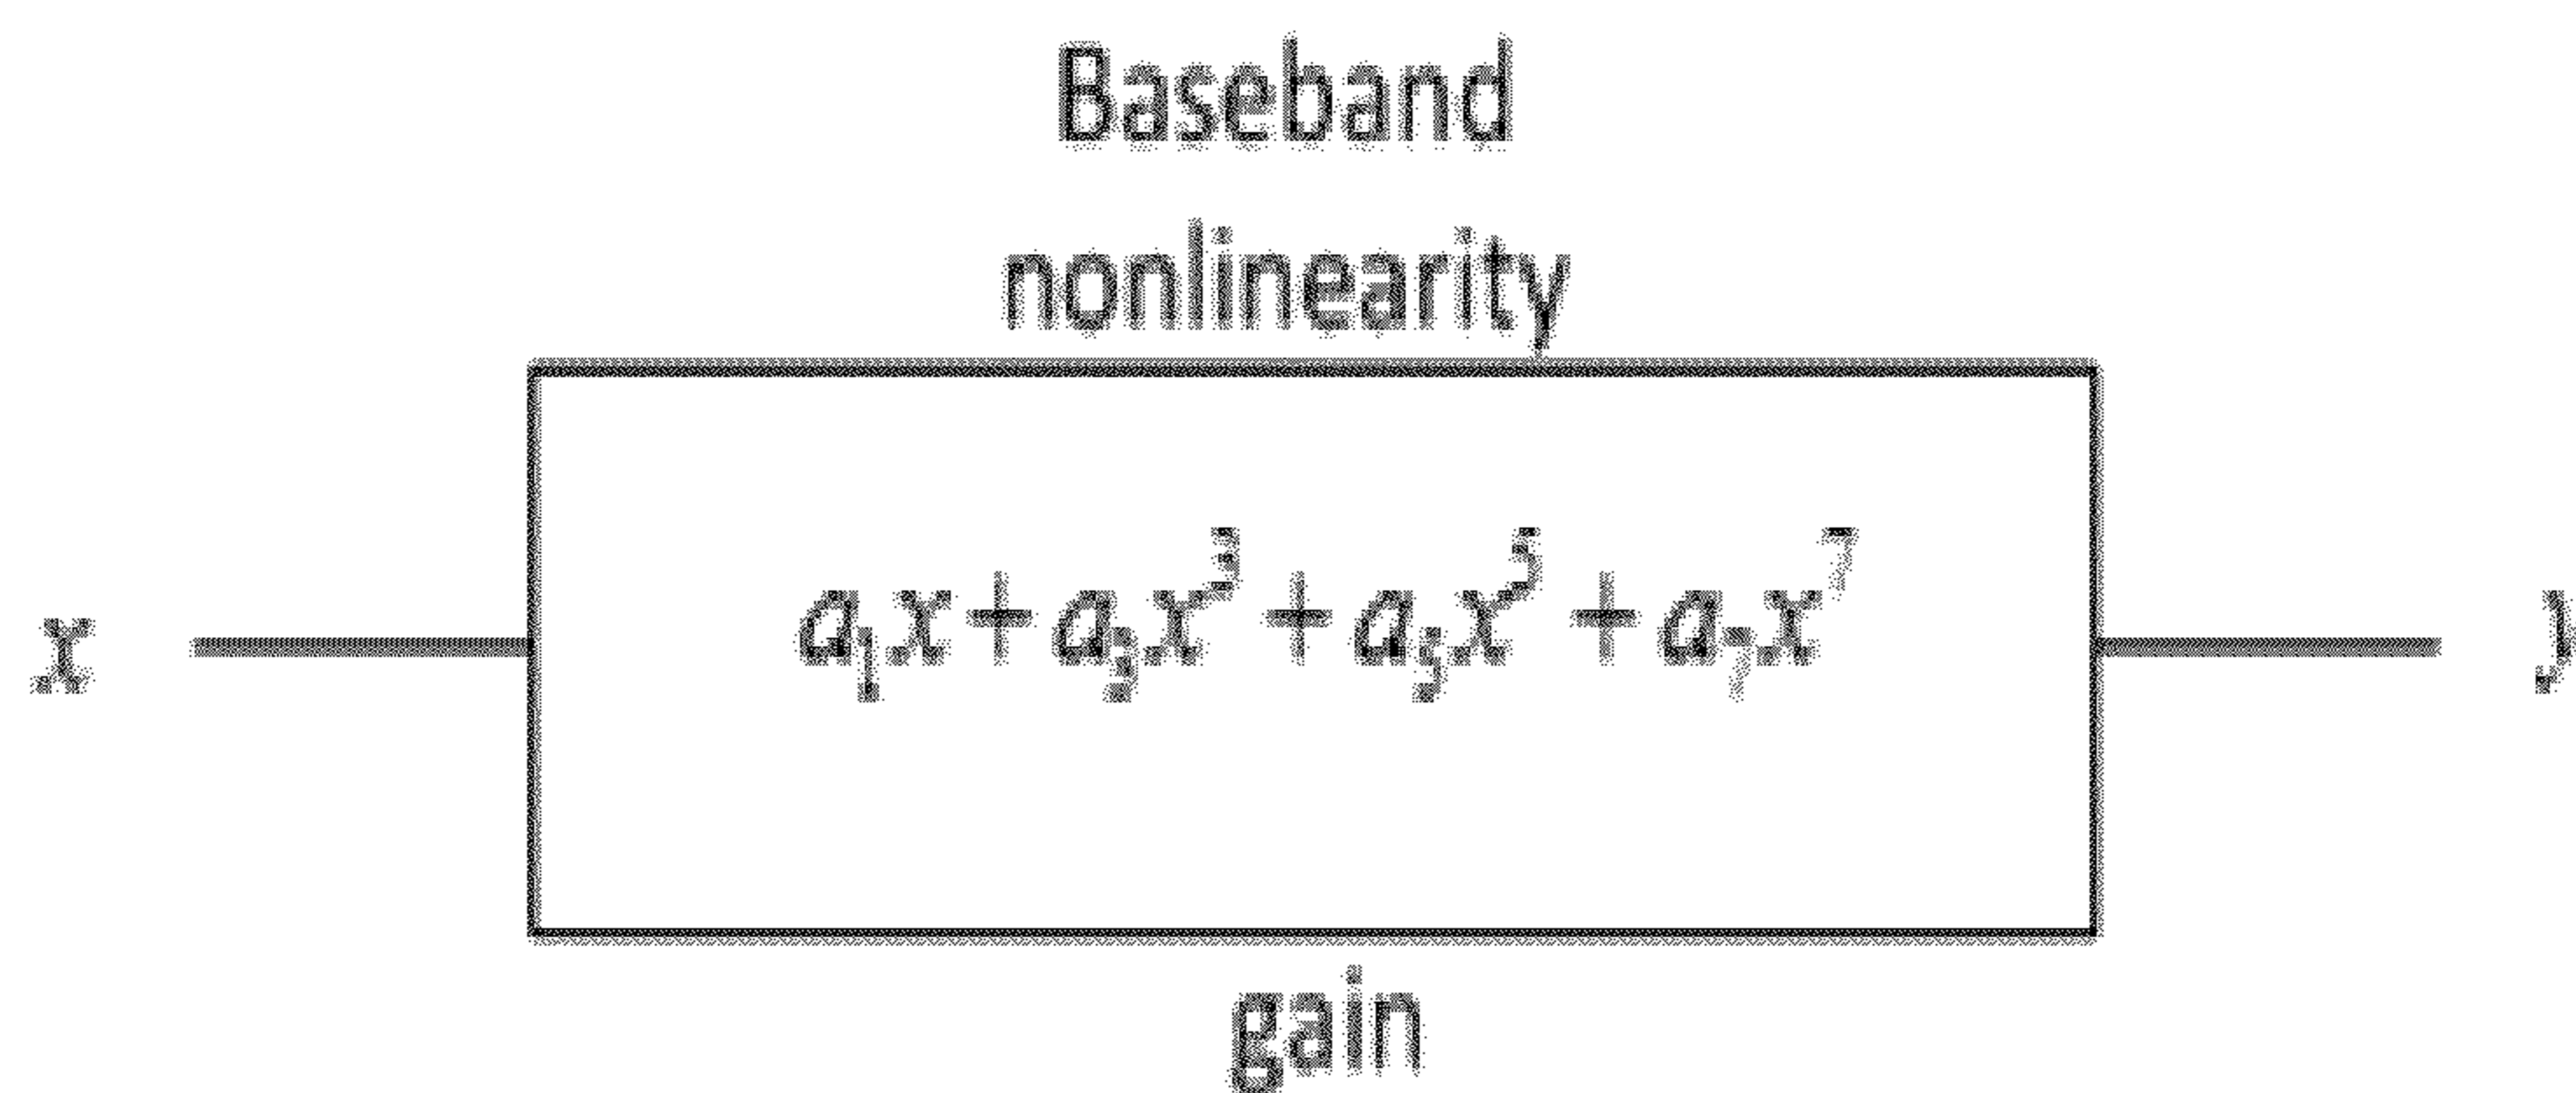 Baseband
nonlinearity
x a₁x+a₃x³+a₅x⁵+a₇x⁷ y
gain